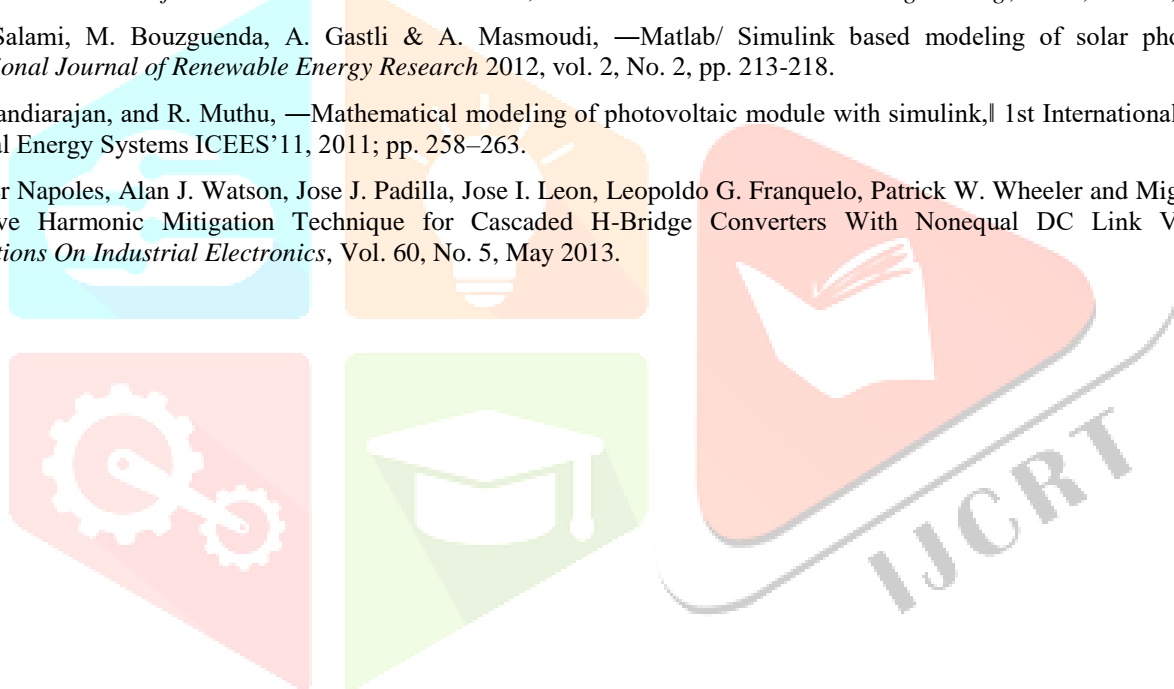 Salami, M. Bouzguenda, A. Gastli & A. Masmoudi, ―Matlab/ Simulink based modeling of solar pho
ional Journal of Renewable Energy Research 2012, vol. 2, No. 2, pp. 213-218.
andiarajan, and R. Muthu, ―Mathematical modeling of photovoltaic module with simulink,‖ 1st International
al Energy Systems ICEES’11, 2011; pp. 258–263.
r Napoles, Alan J. Watson, Jose J. Padilla, Jose I. Leon, Leopoldo G. Franquelo, Patrick W. Wheeler and Mig
ve Harmonic Mitigation Technique for Cascaded H-Bridge Converters With Nonequal DC Link V
tions On Industrial Electronics, Vol. 60, No. 5, May 2013.
IJCRT